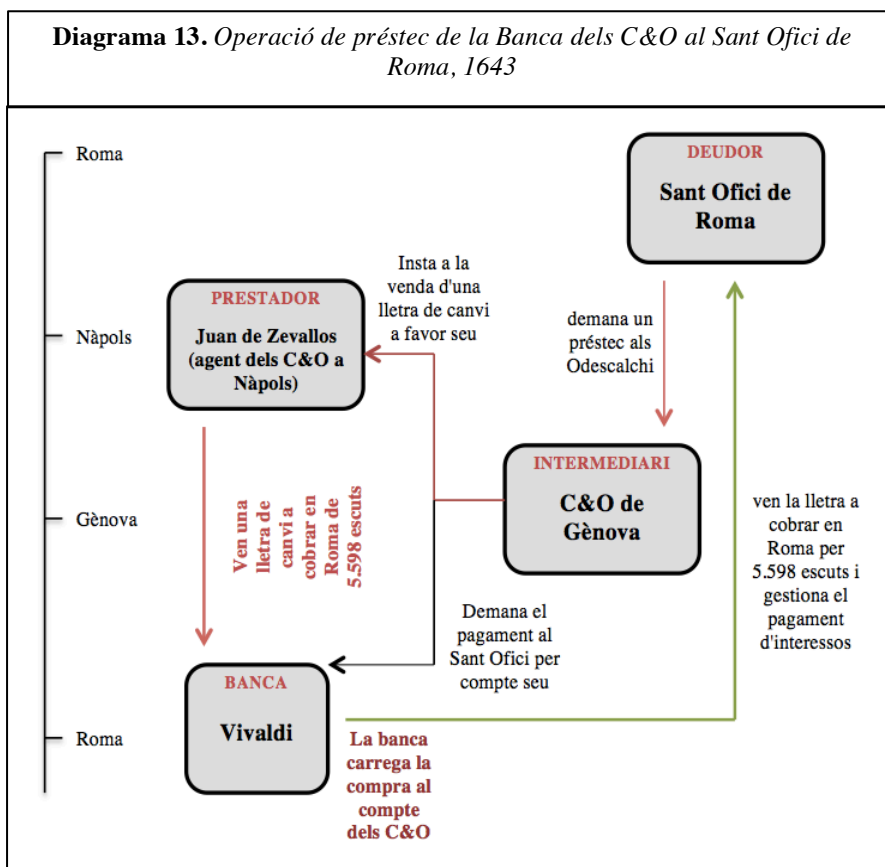 Diagrama 13. Operació de préstec de la Banca dels C&O al Sant Ofici de
Roma, 1643
Roma
Nàpols
Gènova
Roma
DEUDOR
Sant Ofici de
Roma
Insta a la
venda d'una
lletra de canvi
a favor seu
PRESTADOR
Juan de Zevallos
(agent dels C&O a
Nàpols)
demana un
préstec als
Odescalchi
INTERMEDIARI
C&O de
Gènova
Ven una
lletra de
canvi a
cobrar en
Roma de
5.598 escuts
ven la lletra a
cobrar en
Roma per
5.598 escuts i
gestiona el
pagament
d'interessos
Demana el
pagament al
Sant Ofici per
compte seu
BANCA
Vivaldi
La banca
carrega la
compra al
compte
dels C&O